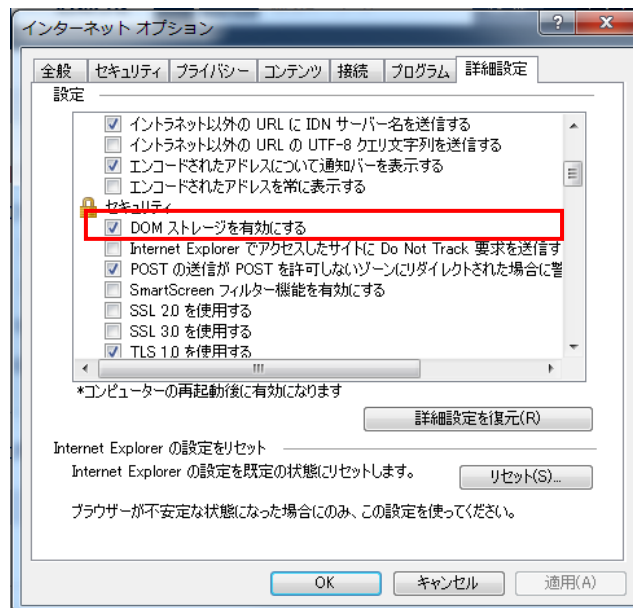 インターネット オプション
全般 セキュリティ プライバシー コンテンツ 接続 プログラム 詳細設定
設定
イントラネット以外の URL に IDN サーバー名を送信する
イントラネット以外の URL の UTF-8 クエリ文字列を送信する
エンコードされたアドレスについて通知バーを表示する
エンコードされたアドレスを常に表示する
セキュリティ
DOM ストレージを有効にする
Internet Explorer でアクセスしたサイトに Do Not Track 要求を送信す
POST の送信が POST を許可しないゾーンにリダイレクトされた場合に警
SmartScreen フィルター機能を有効にする
SSL 2.0 を使用する
SSL 3.0 を使用する
TLS 1.0 を使用する
*コンピューターの再起動後に有効になります
詳細設定を復元(R)
Internet Explorer の設定をリセット
Internet Explorer の設定を既定の状態にリセットします。
リセット(S)...
ブラウザーが不安定な状態になった場合にのみ、この設定を使ってください。
OK キャンセル 適用(A)